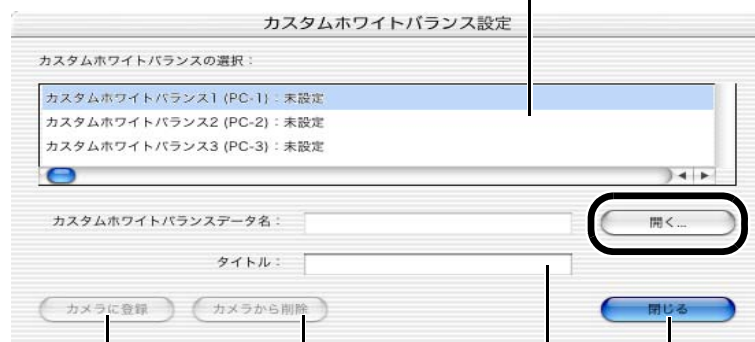 カスタムホワイトバランス設定
カスタムホワイトバランスの選択：
カスタムホワイトバランス1 (PC-1)：未設定
カスタムホワイトバランス2 (PC-2)：未設定
カスタムホワイトバランス3 (PC-3)：未設定
カスタムホワイトバランスデータ名： 開く...
タイトル：
カメラに登録 カメラから削除 閉じる